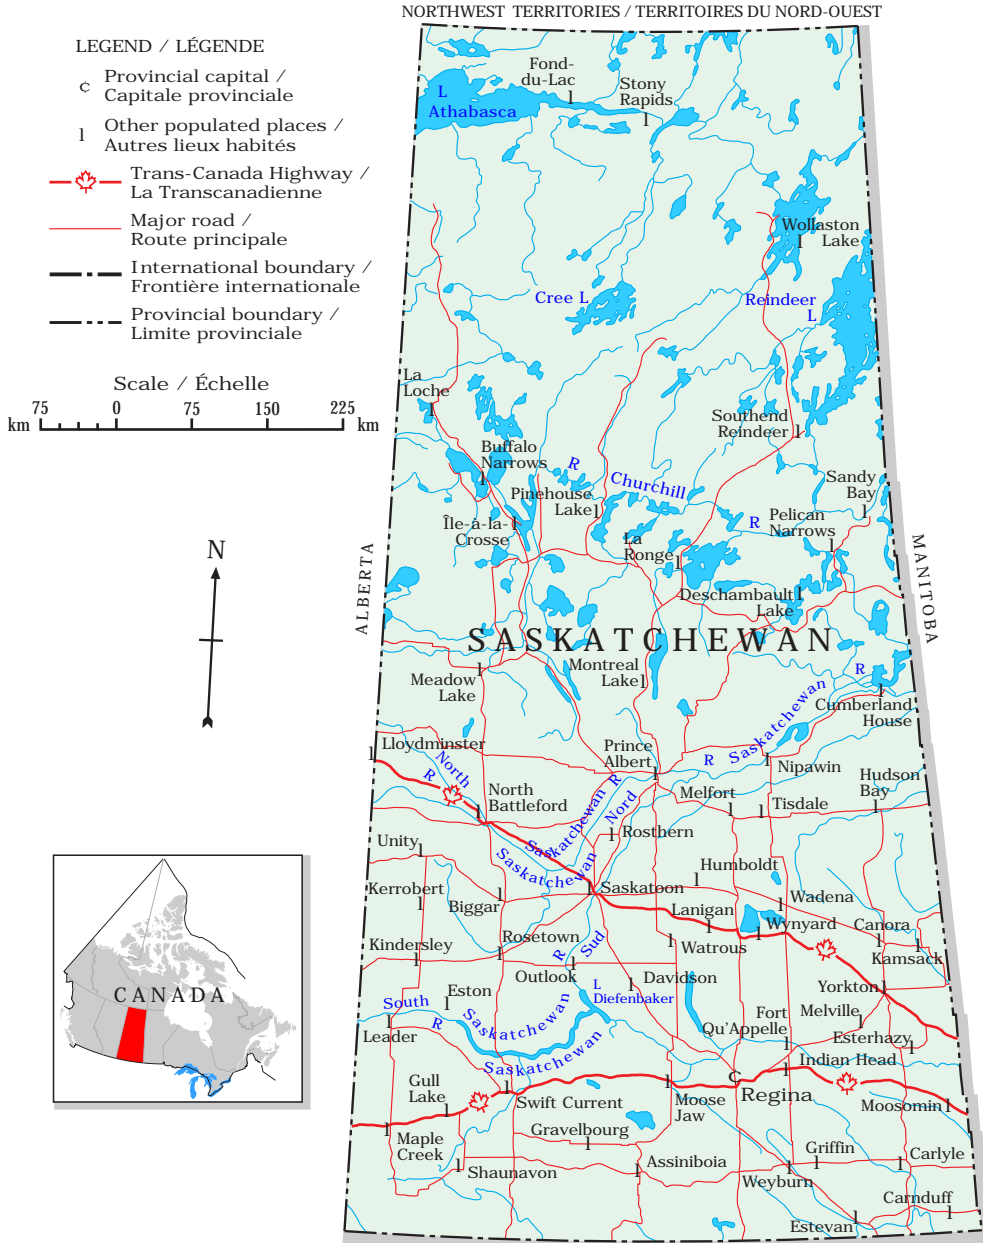 NORTHWEST TERRITORIES / TERRITOIRES DU NORD-OUEST
LEGEND / LÉGENDE
Provincial capital /
Capitale provinciale
Other populated places /
Autres lieux habités
Trans-Canada Highway /
La Transcanadienne
Major road /
Route principale
International boundary /
Frontière internationale
Provincial boundary /
Limite provinciale
Scale / Échelle
75 0 75 150 225
km km
N
CANADA
ALBERTA
MANITOBA
SASKATCHEWAN
L
Athabasca
Fond-
du-Lac
Stony
Rapids
Wollaston
Lake
Cree L
Reindeer
L
La
Loche
Southend
Reindeer
Buffalo
Narrows
R Churchill
Pinehouse
Lake
Sandy
Bay
Île-à-la-
Crosse
R
Pelican
Narrows
La
Ronge
Deschambault
Lake
Meadow
Lake
Montreal
Lake
R
Saskatchewan
R
Cumberland
House
Lloydminster
North
R
Prince
Albert
Nipawin
Hudson
Bay
North
Battleford
Saskatchewan R
Nord
Melfort
Tisdale
Rosthern
Unity
Saskatchewan
Humboldt
Kerrobert
Biggar
Saskatoon
Wadena
Lanigan
Wynyard
Canora
Kindersley
Rosetown
R Sud
Watrous
Kamsack
Outlook
Davidson
Yorkton
South
R
Eston
Saskatchewan
L
Diefenbaker
Fort
Qu'Appelle
Melville
Leader
Esterhazy
Saskatchewan
Indian Head
Gull
Lake
Swift Current
Moose
Jaw
Regina
Moosomin
Maple
Creek
Gravelbourg
Griffin
Carlyle
Shaunavon
Assiniboia
Weyburn
Carnduff
Estevan